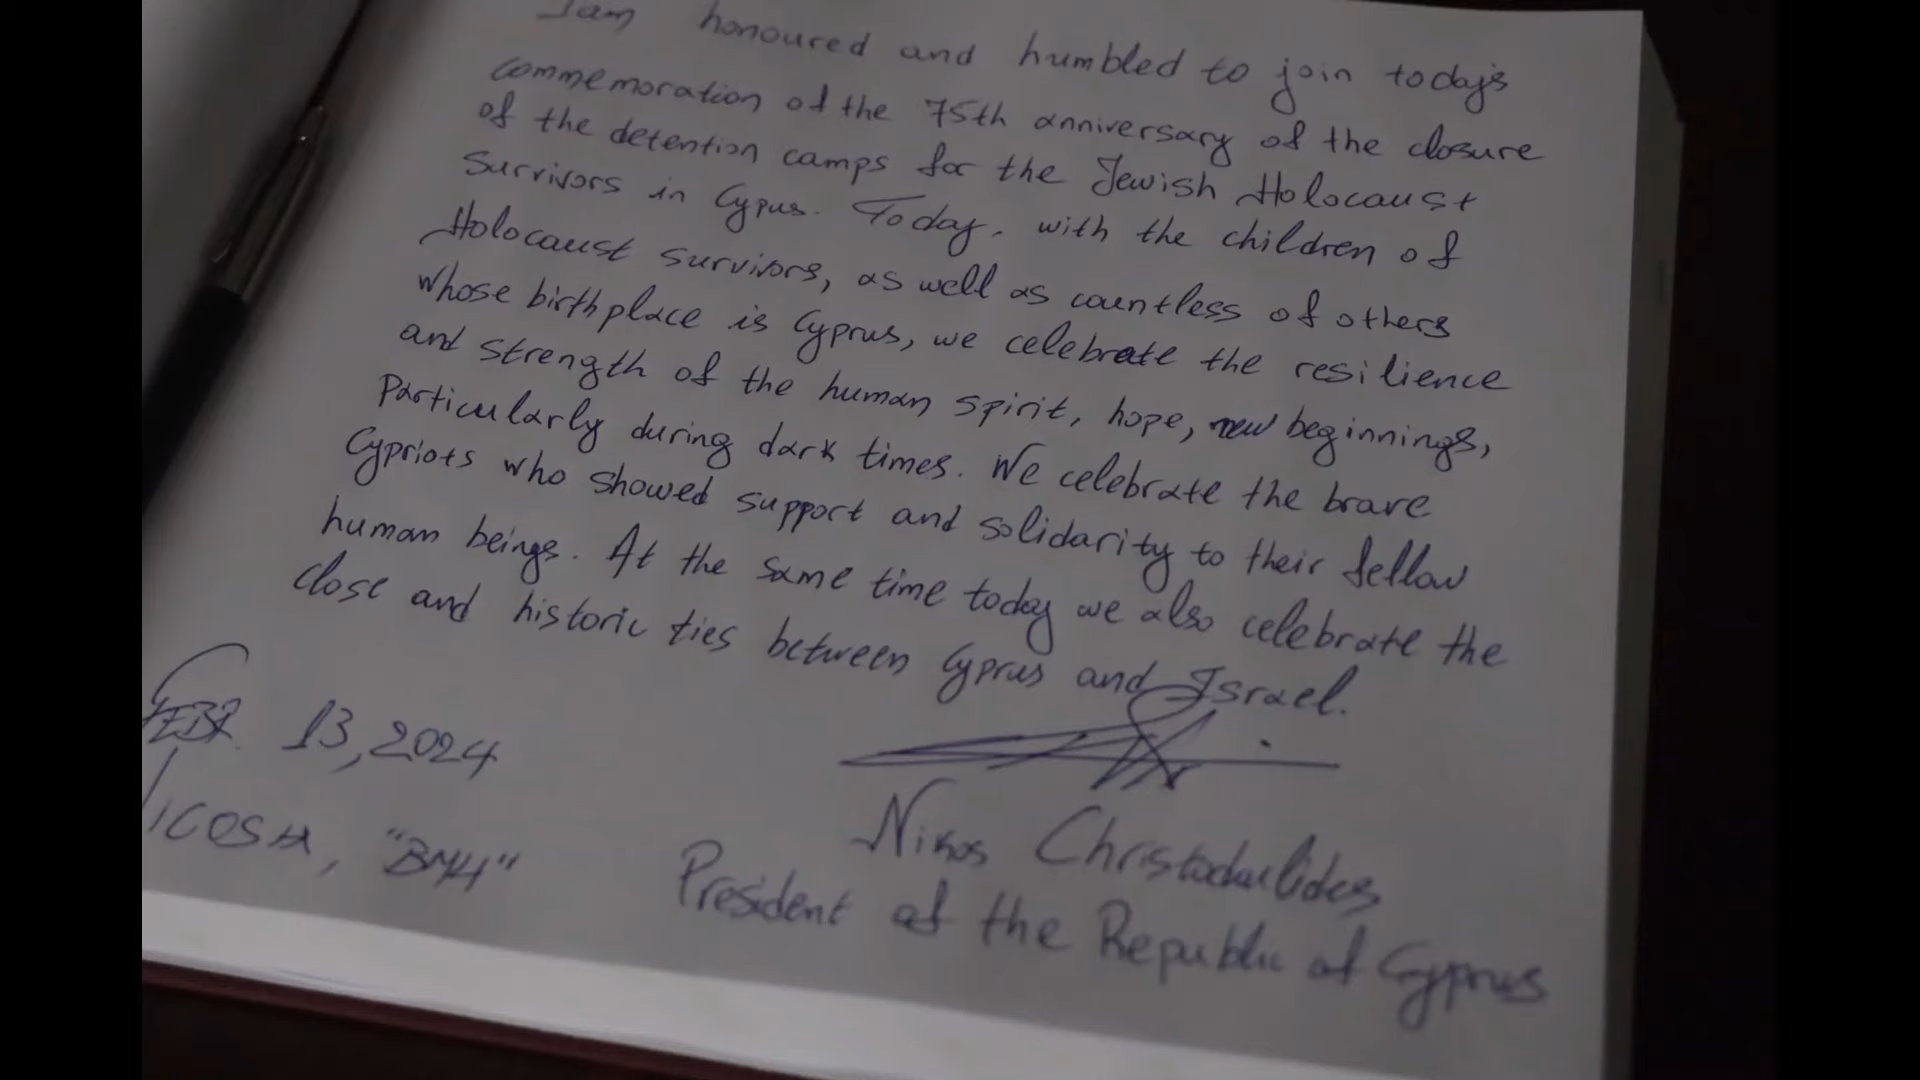 I am honoured and humbled to join today's
commemoration of the 75th anniversary of the closure
of the detention camps for the Jewish Holocaust
survivors in Cypus. Today, with the children of
Holocaust survivors, as well as countless of others
whose birthplace is Cyprus, we celebrate the resilience
and strength of the human spirit, hope, new beginnings,
particularly during dark times. We celebrate the brave
Cypriots who showed support and solidarity to their fellow
human beings. At the same time today we also celebrate the
close and historic ties between Cyprus and Israel.
FEBR. 13, 2024
Nikos Christodoulides
ICOSIA, "BMH"
President of the Republic of Cyprus